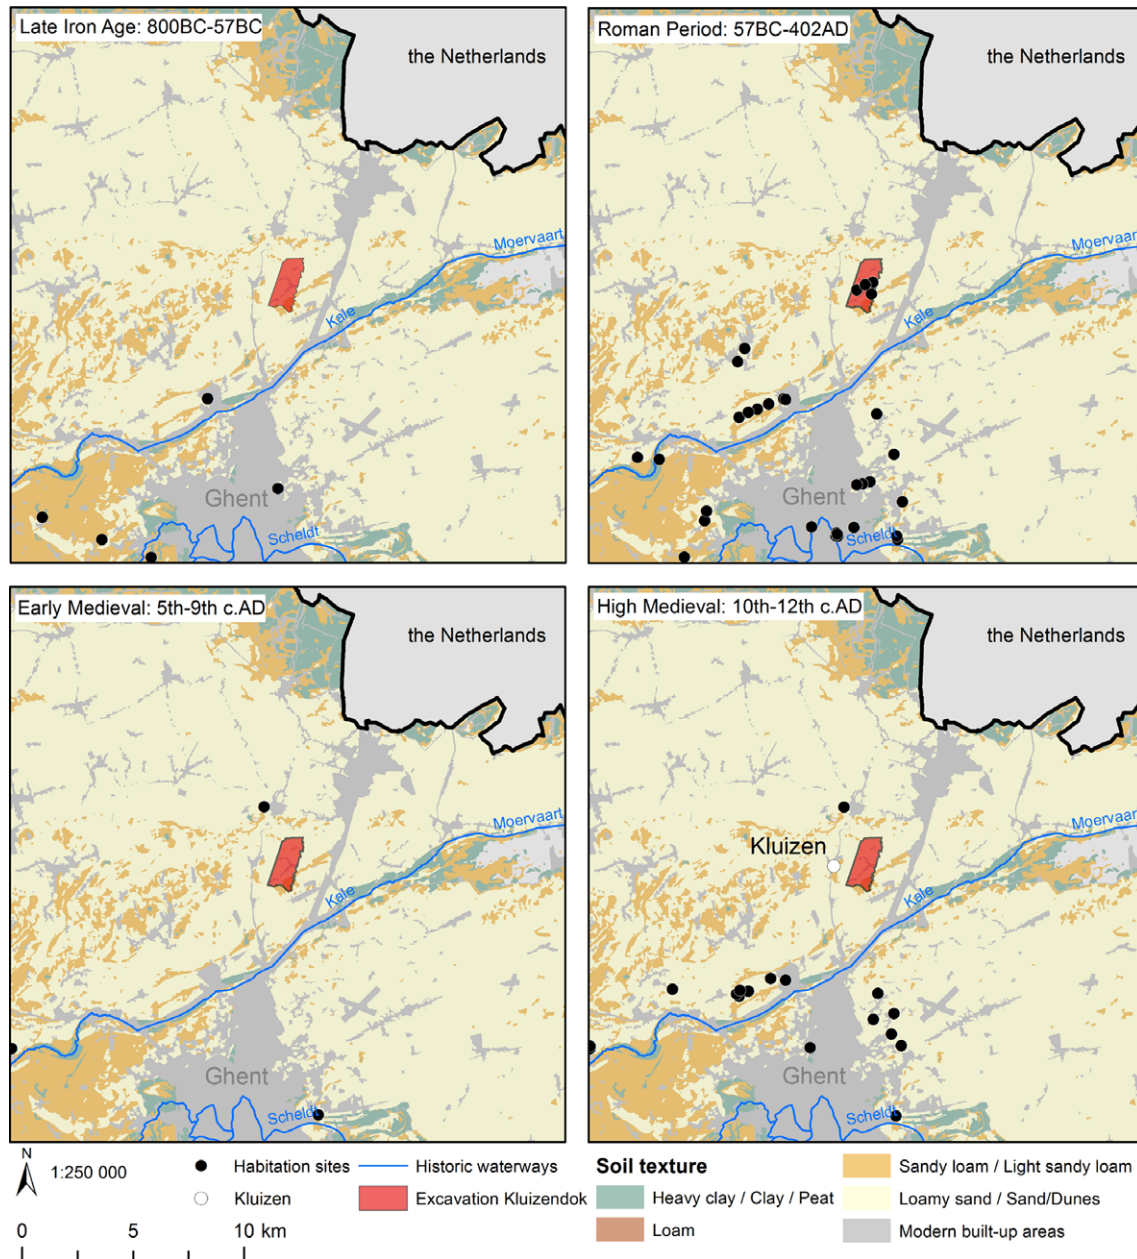 Late Iron Age: 800BC-57BC
the Netherlands
Moervaart
Kale
Ghent
Scheldt
Roman Period: 57BC-402AD
the Netherlands
Moervaart
Kale
Ghent
Scheldt
Early Medieval: 5th-9th c.AD
the Netherlands
Moervaart
Kale
Ghent
Scheldt
High Medieval: 10th-12th c.AD
the Netherlands
Moervaart
Kluizen
Kale
Ghent
Scheldt
N
1:250 000
0 5 10 km
Habitation sites
Kluizen
Historic waterways
Excavation Kluizendok
Soil texture
Heavy clay / Clay / Peat
Loam
Sandy loam / Light sandy loam
Loamy sand / Sand/Dunes
Modern built-up areas